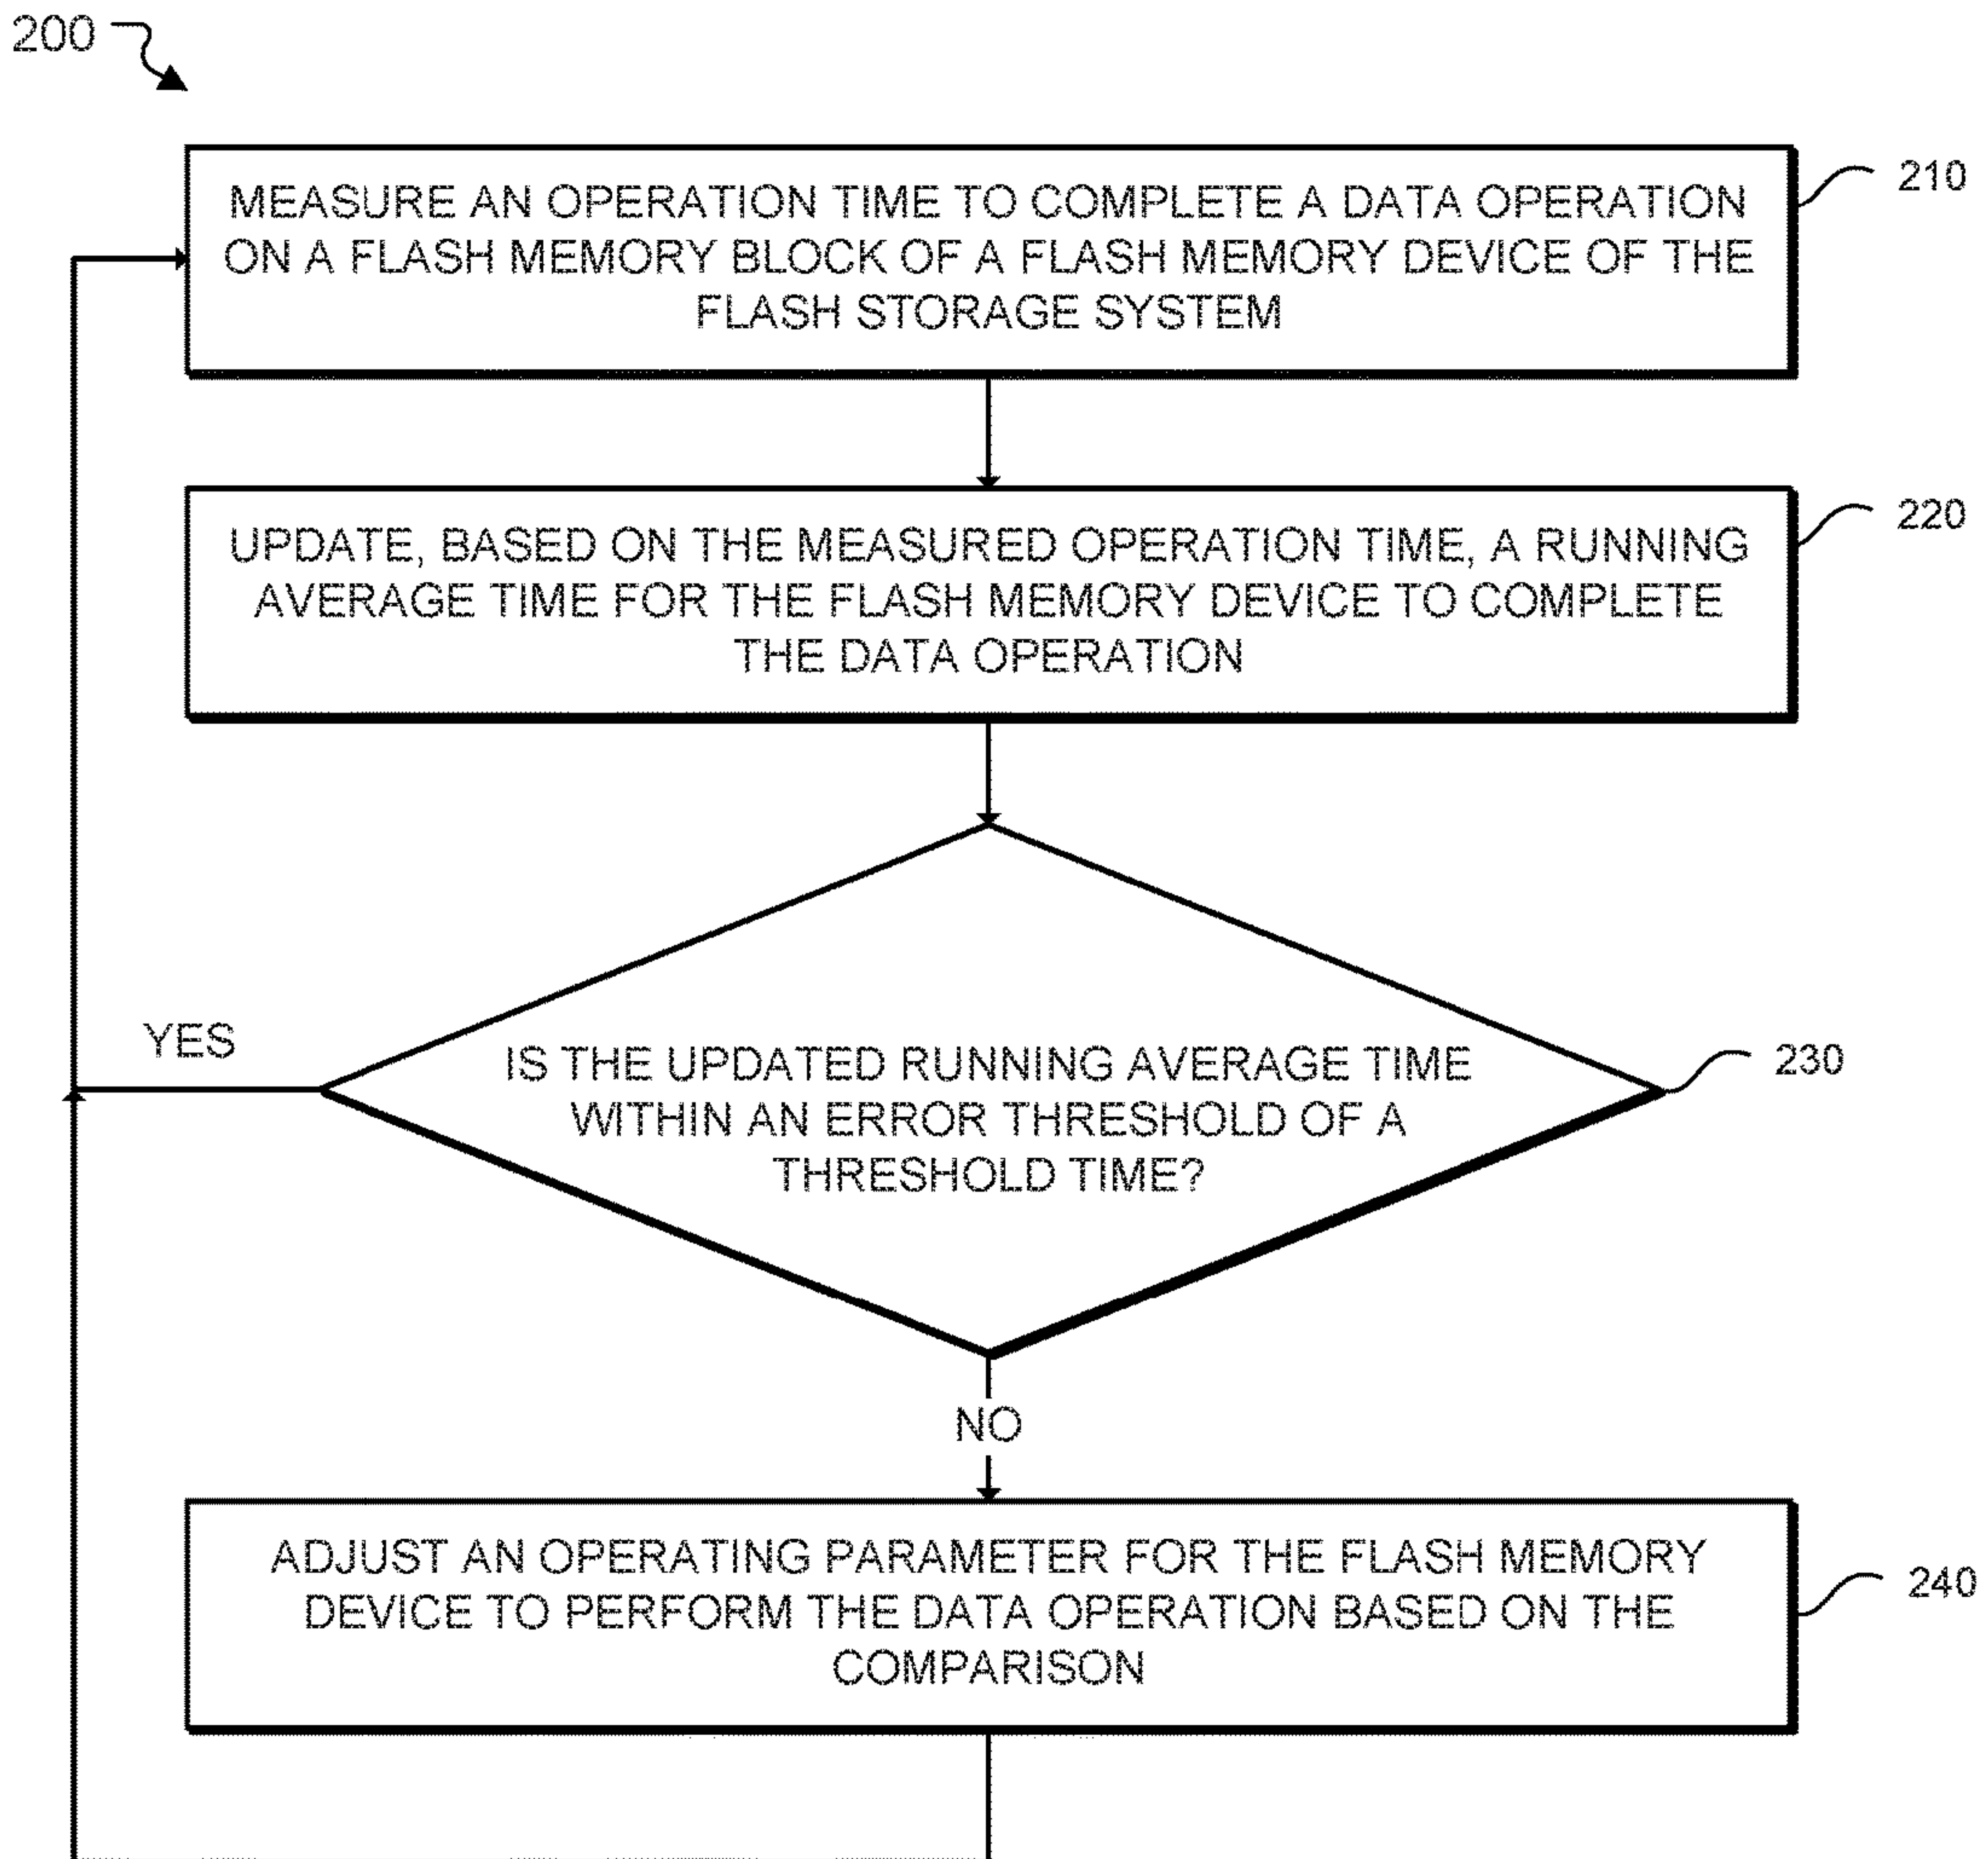 200
MEASURE AN OPERATION TIME TO COMPLETE A DATA OPERATION
ON A FLASH MEMORY BLOCK OF A FLASH MEMORY DEVICE OF THE
FLASH STORAGE SYSTEM
210
UPDATE, BASED ON THE MEASURED OPERATION TIME, A RUNNING
AVERAGE TIME FOR THE FLASH MEMORY DEVICE TO COMPLETE
THE DATA OPERATION
220
YES
IS THE UPDATED RUNNING AVERAGE TIME
WITHIN AN ERROR THRESHOLD OF A
THRESHOLD TIME?
230
NO
ADJUST AN OPERATING PARAMETER FOR THE FLASH MEMORY
DEVICE TO PERFORM THE DATA OPERATION BASED ON THE
COMPARISON
240